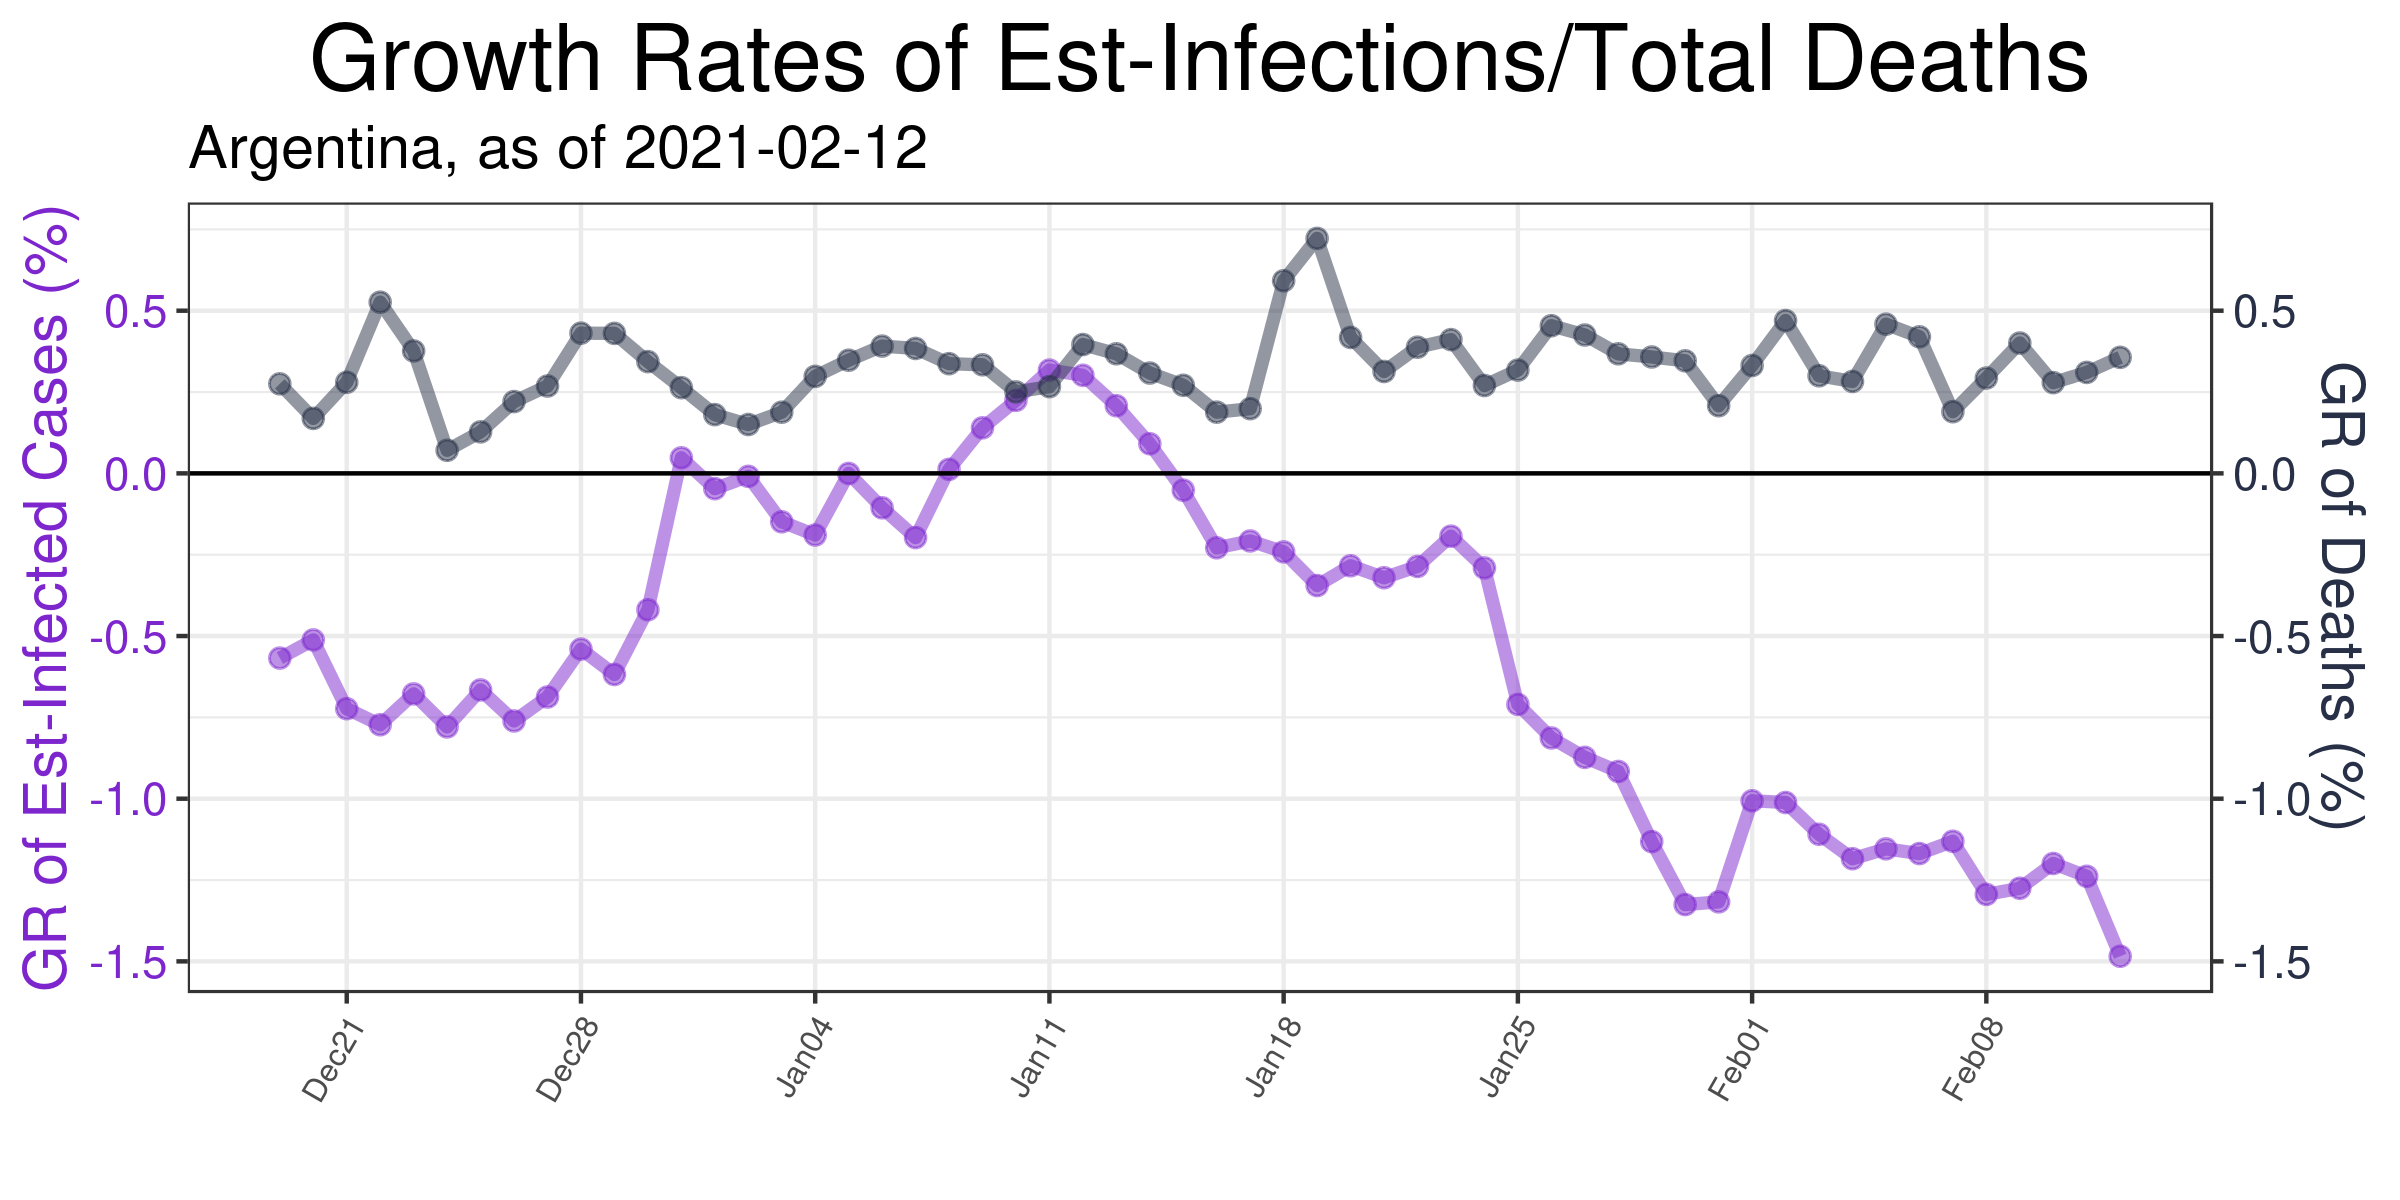 Growth Rates of Est-Infections/Total Deaths
Argentina, as of 2021-02-12
GR of Est-Infected Cases (%)
0.5
0.0
-0.5
-1.0
-1.5
0.5
0.0
-0.5
-1.0
-1.5
GR of Deaths (%)
Dec21
Dec28
Jan04
Jan11
Jan18
Jan25
Feb01
Feb08